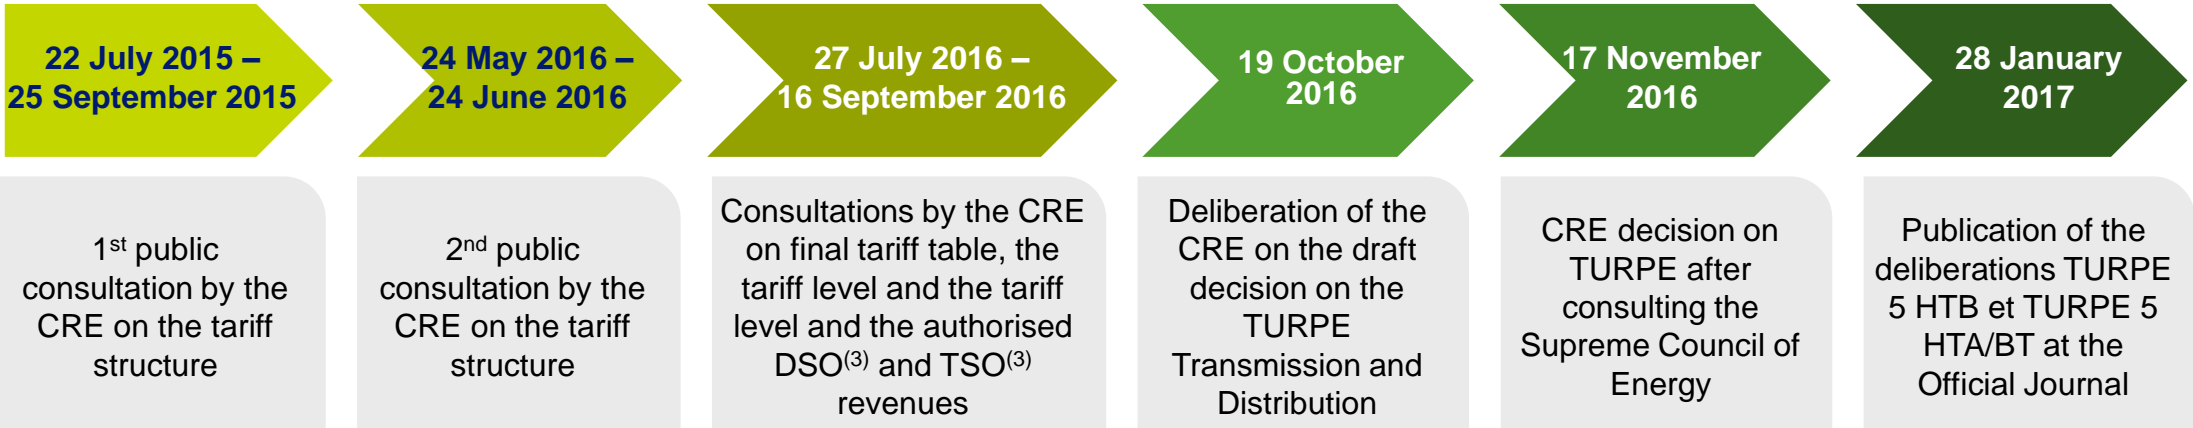 22 July 2015 –
25 September 2015
24 May 2016 –
24 June 2016
27 July 2016 –
16 September 2016
19 October
2016
17 November
2016
28 January
2017
1st public
consultation by the
CRE on the tariff
structure
2nd public
consultation by the
CRE on the tariff
structure
Consultations by the CRE
on final tariff table, the
tariff level and the tariff
level and the authorised
DSO(3) and TSO(3)
revenues
Deliberation of the
CRE on the draft
decision on the
TURPE
Transmission and
Distribution
CRE decision on
TURPE after
consulting the
Supreme Council of
Energy
Publication of the
deliberations TURPE
5 HTB et TURPE 5
HTA/BT at the
Official Journal